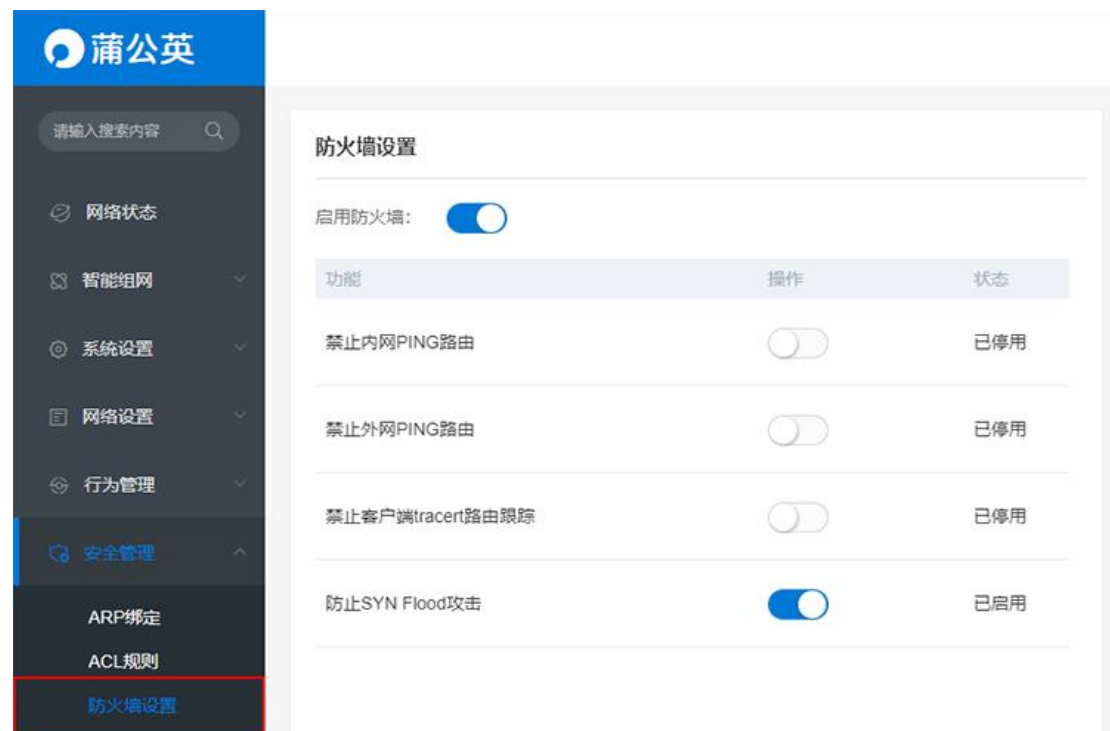 蒲公英
请输入搜索内容
网络状态
智能组网
系统设置
网络设置
行为管理
安全管理
ARP绑定
ACL规则
防火墙设置
防火墙设置
启用防火墙：
功能 操作 状态
禁止内网PING路由 已停用
禁止外网PING路由 已停用
禁止客户端tracert路由跟踪 已停用
防止SYN Flood攻击 已启用